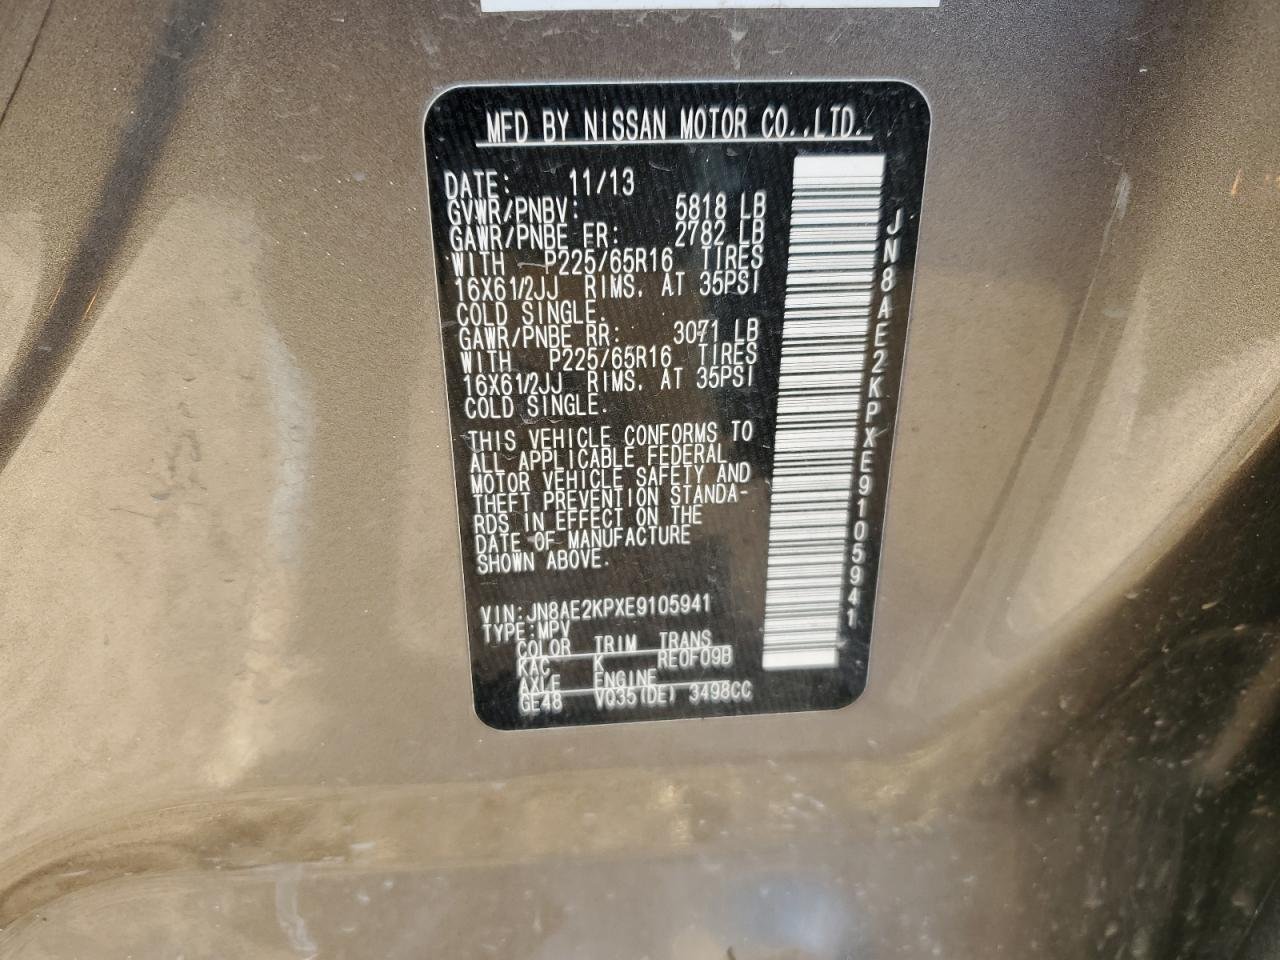 MFD BY NISSAN MOTOR CO.,LTD.
DATE: 11/13
GVWR/PNBV: 5818 LB
GAWR/PNBE FR: 2782 LB
WITH P225/65R16 TIRES
16X61/2JJ RIMS. AT 35PSI
COLD SINGLE.
GAWR/PNBE RR: 3071 LB
WITH P225/65R16 TIRES
16X61/2JJ RIMS. AT 35PSI
COLD SINGLE.
THIS VEHICLE CONFORMS TO
ALL APPLICABLE FEDERAL
MOTOR VEHICLE SAFETY AND
THEFT PREVENTION STANDA-
RDS IN EFFECT ON THE
DATE OF MANUFACTURE
SHOWN ABOVE.
VIN:JN8AE2KPXE9105941
TYPE:MPV
COLOR TRIM TRANS
KAC K RE0F09B
AXLE ENGINE
GE48 VQ35(DE) 3498CC
JN8AE2KPXE9105941